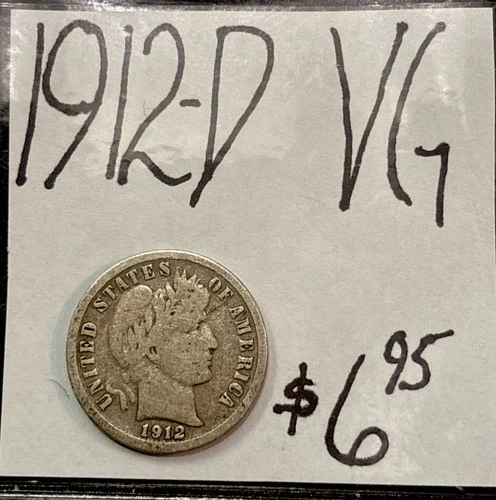 1912-D VG
UNITED STATES OF AMERICA
1912
$6.95